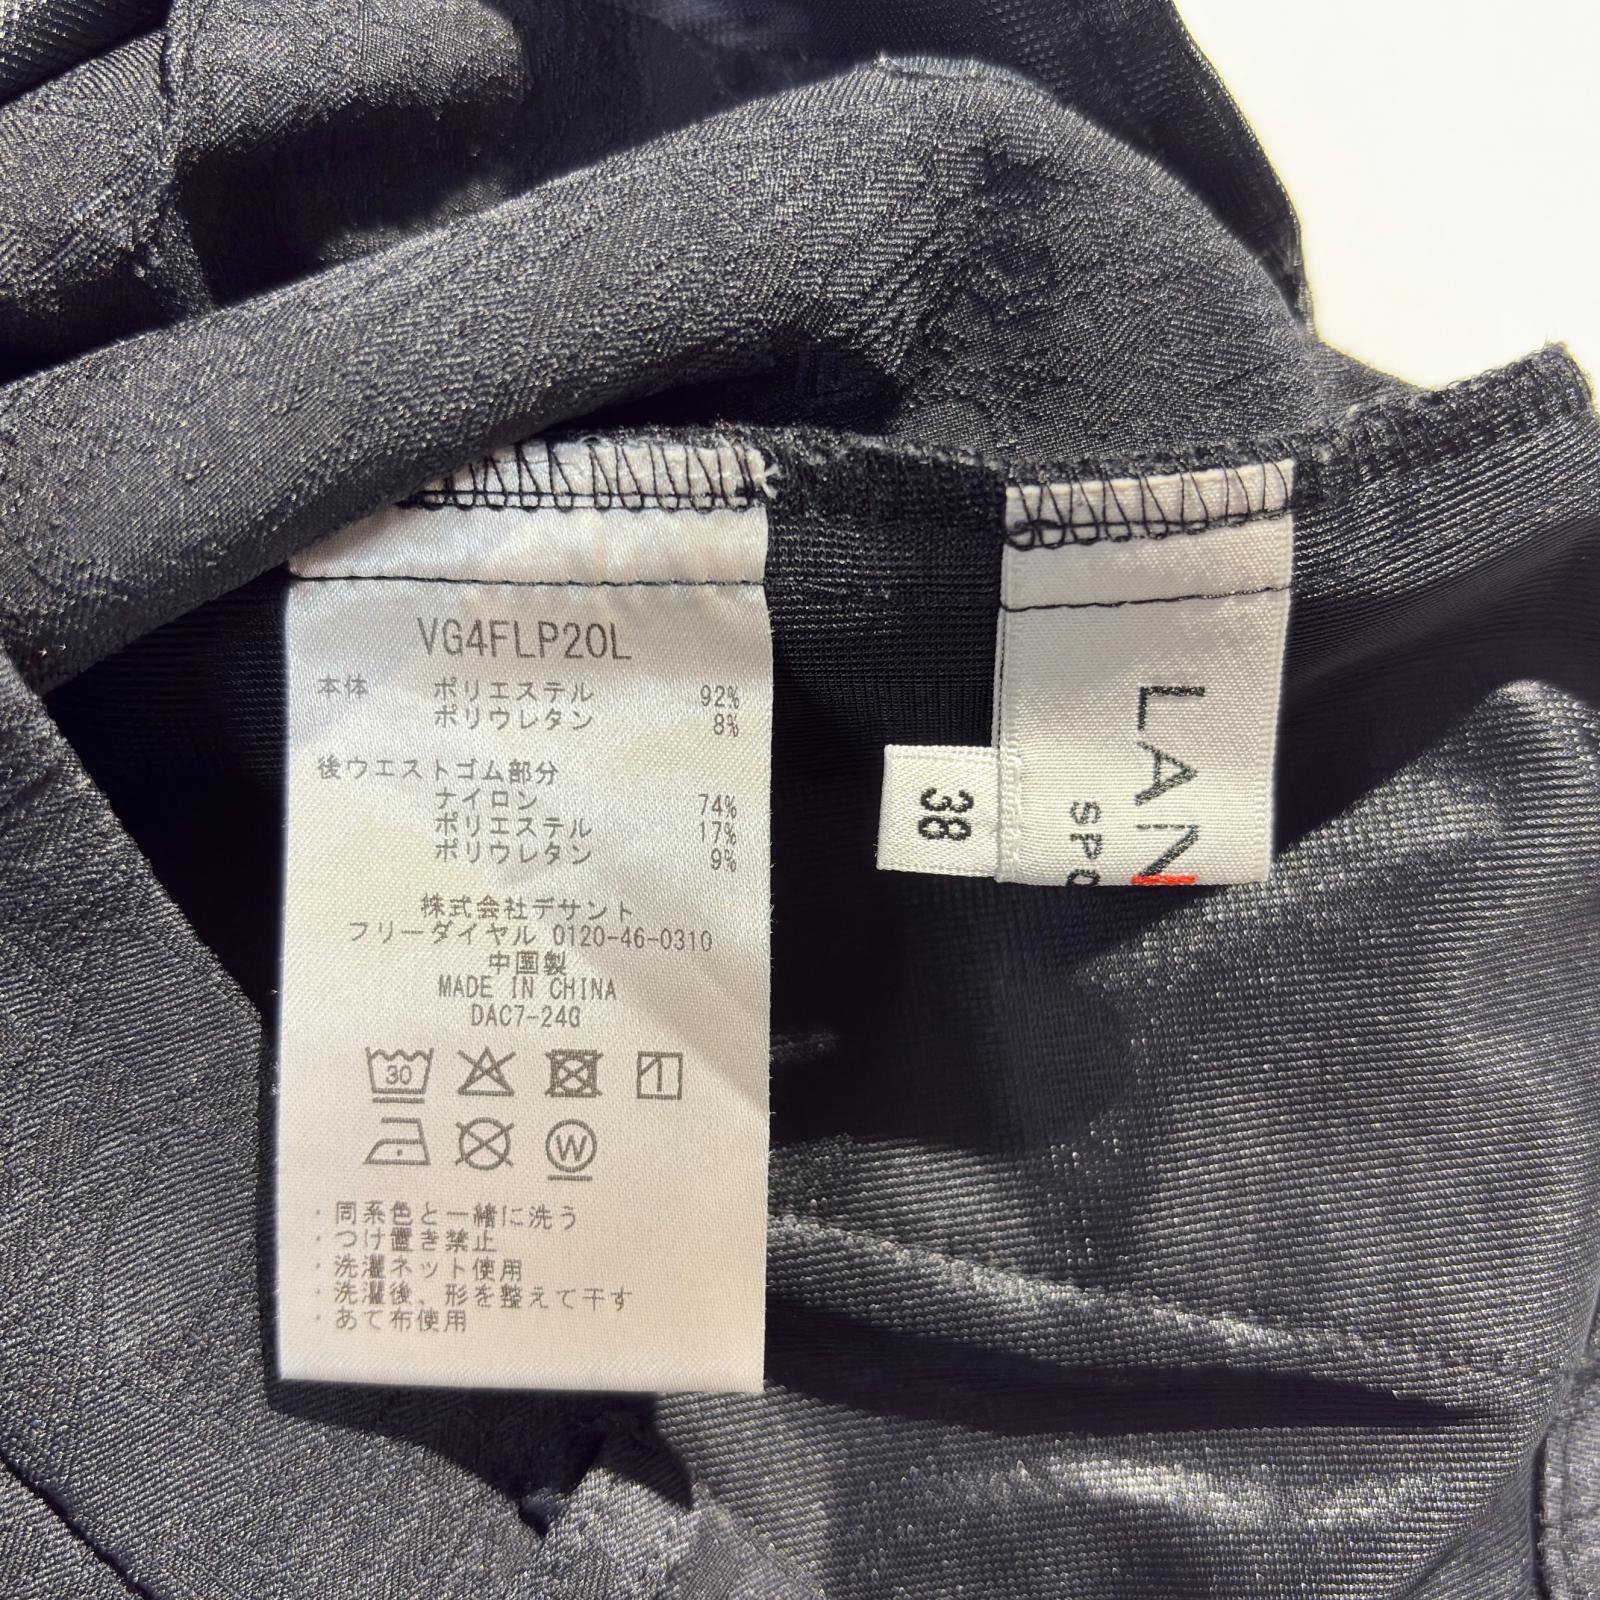 VG4FLP20L
本体 ポリエステル 92%
ポリウレタン 8%
後ウエストゴム部分
ナイロン 74%
ポリエステル 17%
ポリウレタン 9%
株式会社デサント
フリーダイヤル 0120-46-0310
中国製
MADE IN CHINA
DAC7-24G
30
W
・同系色と一緒に洗う
・つけ置き禁止
・洗濯ネット使用
・洗濯後、形を整えて干す
・あて布使用
38
LAN
SPO